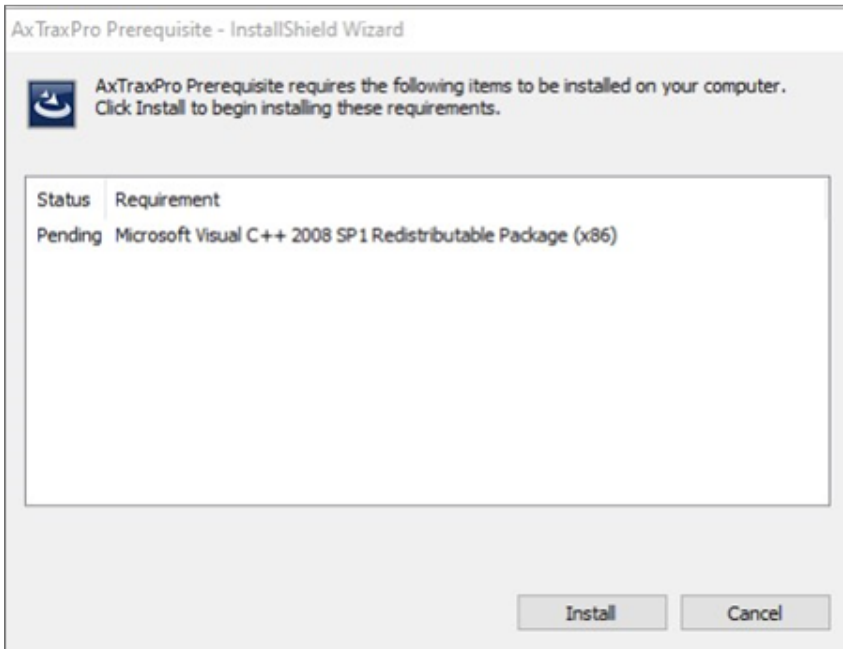 AxTraxPro Prerequisite - InstallShield Wizard
AxTraxPro Prerequisite requires the following items to be installed on your computer.
Click Install to begin installing these requirements.
Status Requirement
Pending Microsoft Visual C++ 2008 SP1 Redistributable Package (x86)
Install Cancel